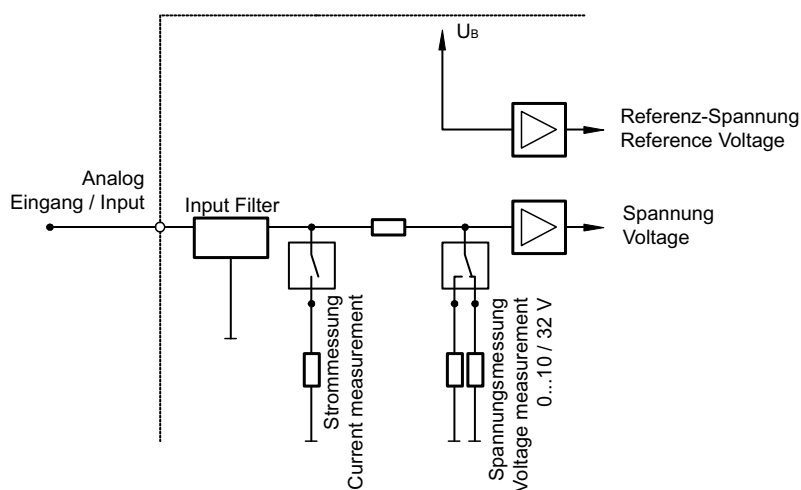 UB
Referenz-Spannung
Reference Voltage
Analog
Eingang / Input
Input Filter
Spannung
Voltage
Strommessung
Current measurement
Spannungsmessung
Voltage measurement
0...10 / 32 V